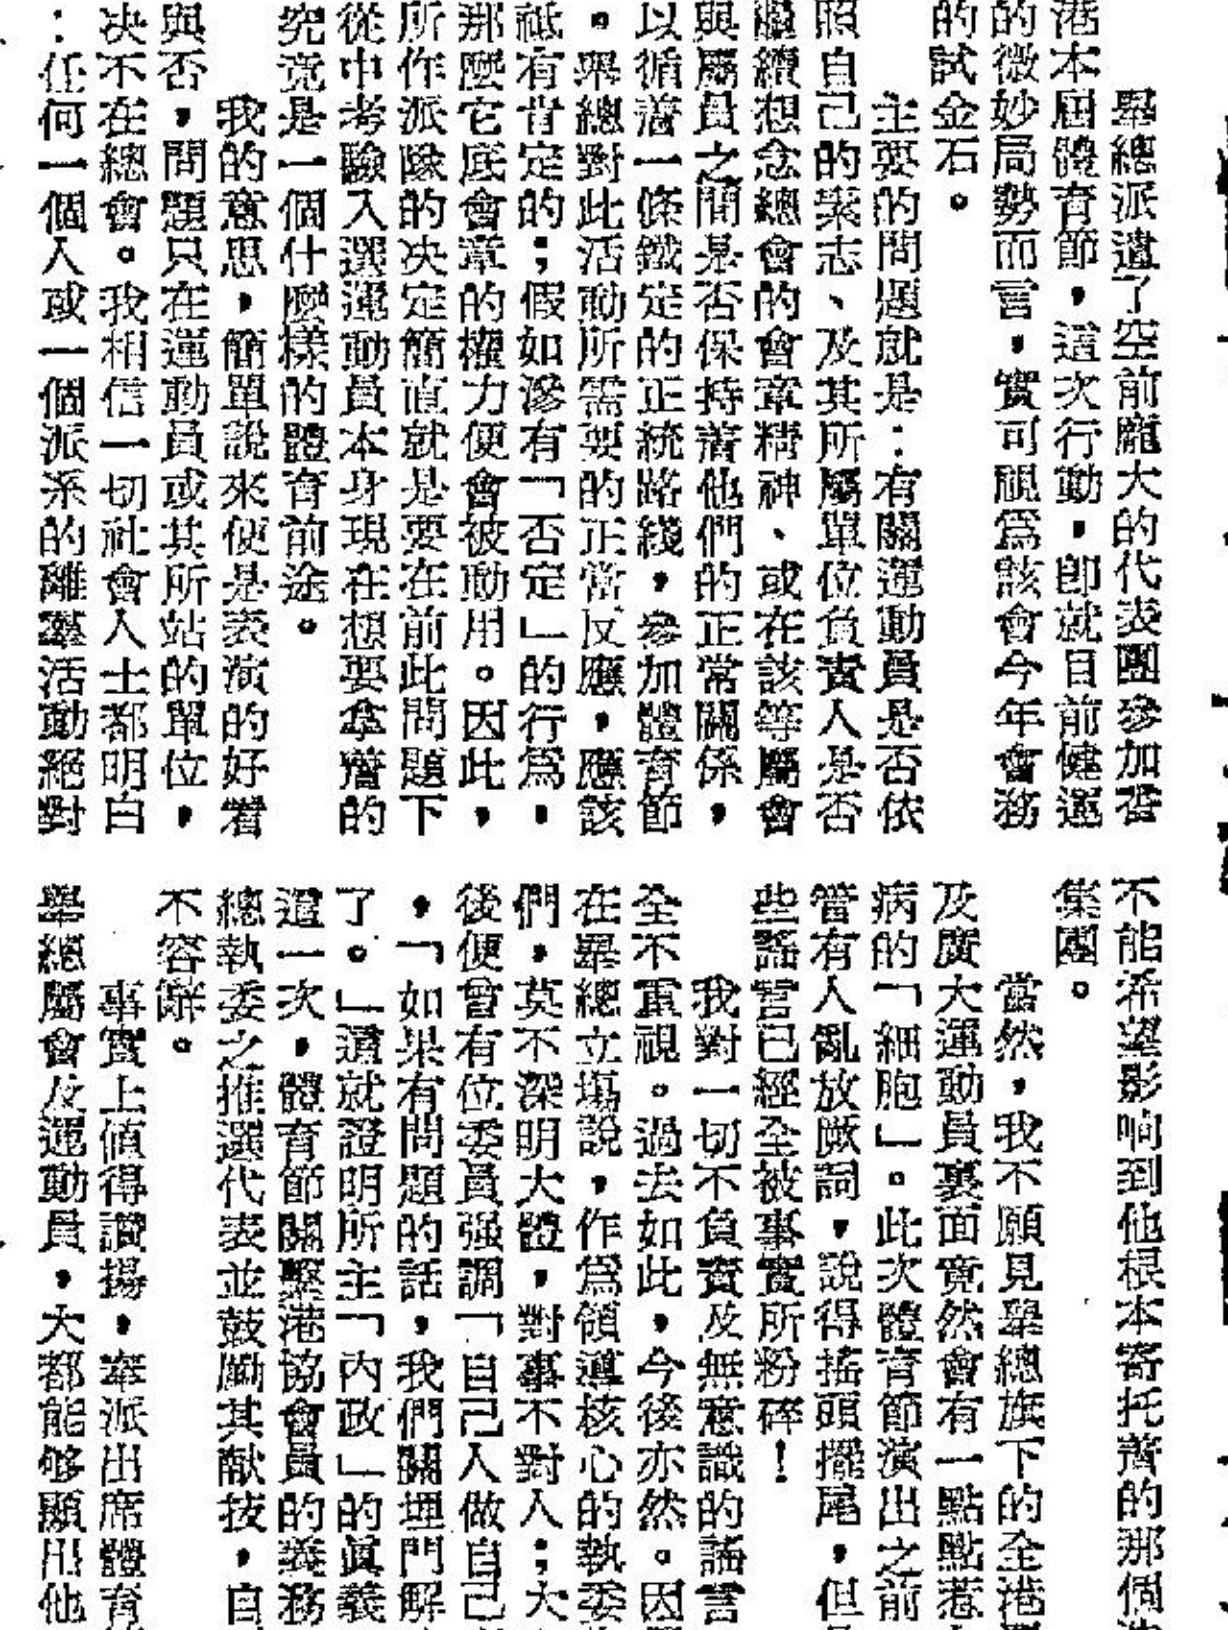 舉總派遣了空前龐大的代表團參加香
港本屆體育節，這次行動，卽就目前健運
的微妙局勢而言，實可視爲該會今年會務
的試金石。
主要的問題就是：有關運動員是否依
照自己的素志、及其所屬單位負責人是否
繼續想念總會的會章精神、或在該等屬會
與屬員之間是否保持着他們的正常關係，
以循着一條鐵定的正統路綫，參加體育節
。舉總對此活動所需要的正當反應，應該
祗有肯定的；假如滲有「否定」的行爲，
那麼它底會章的權力便會被動用。因此，
所作派隊的决定簡直就是要在前此問題下
從中考驗入選運動員本身現在想要拿着的
究竟是一個什麼樣的體育前途。
我的意思，簡單說來便是表演的好看
與否，問題只在運動員或其所站的單位，
决不在總會。我相信一切社會人士都明白
：任何一個人或一個派系的離羣活動絕對
不能希望影响到他根本寄托着的那個
集團。
當然，我不願見舉總旗下的全港
及廣大運動員裏面竟然會有一點點惹
病的「細胞」。此次體育節演出之前
管有人亂放厥詞，說得搖頭擺尾，但
些謠言已經全被事實所粉碎！
我對一切不負責及無意識的謠言
全不重視。過去如此，今後亦然。因
在舉總立塲說，作爲領導核心的執委
們，莫不深明大體，對事不對人；大
後便曾有位委員强調「自己人做自己
，「如果有問題的話，我們關埋門解
了。」這就證明所主「內政」的眞義
這一次，體育節關繫港協會員的義務
總執委之推選代表並鼓勵其献技，自
不容辭。
事實上値得讚揚，奉派出席體育
舉總屬會及運動員，大都能够顯出他